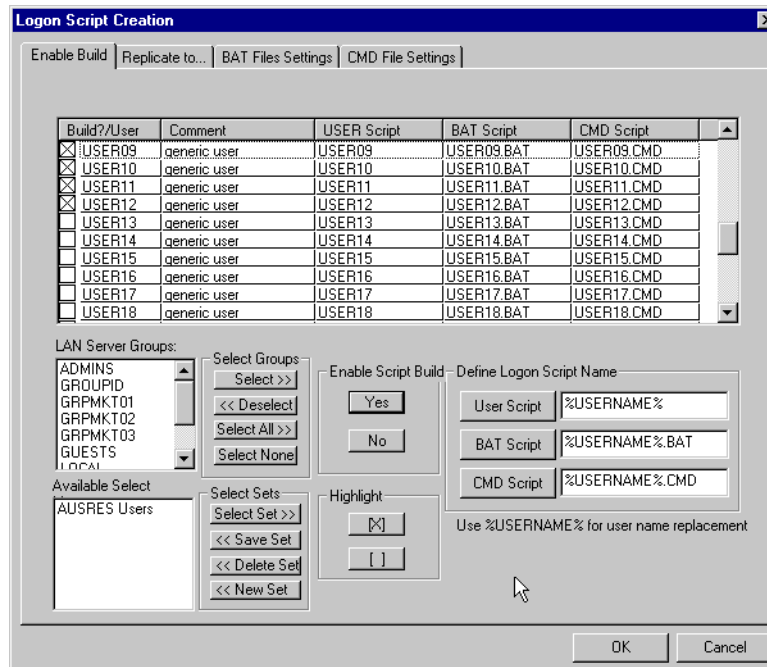 Logon Script Creation
Enable Build Replicate to... BAT Files Settings CMD File Settings
Build?/User Comment USER Script BAT Script CMD Script
USER09 generic user USER09 USER09.BAT USER09.CMD
USER10 generic user USER10 USER10.BAT USER10.CMD
USER11 generic user USER11 USER11.BAT USER11.CMD
USER12 generic user USER12 USER12.BAT USER12.CMD
USER13 generic user USER13 USER13.BAT USER13.CMD
USER14 generic user USER14 USER14.BAT USER14.CMD
USER15 generic user USER15 USER15.BAT USER15.CMD
USER16 generic user USER16 USER16.BAT USER16.CMD
USER17 generic user USER17 USER17.BAT USER17.CMD
USER18 generic user USER18 USER18.BAT USER18.CMD
LAN Server Groups:
ADMINS
GROUPID
GRPMKT01
GRPMKT02
GRPMKT03
GUESTS
LOCAL
Select Groups
Select >>
<< Deselect
Select All >>
Select None
Enable Script Build
Yes
No
Define Logon Script Name
User Script %USERNAME%
BAT Script %USERNAME%.BAT
CMD Script %USERNAME%.CMD
Use %USERNAME% for user name replacement
Available Select
AUSRES Users
Select Sets
Select Set >>
<< Save Set
<< Delete Set
<< New Set
Highlight
[X]
[ ]
OK Cancel